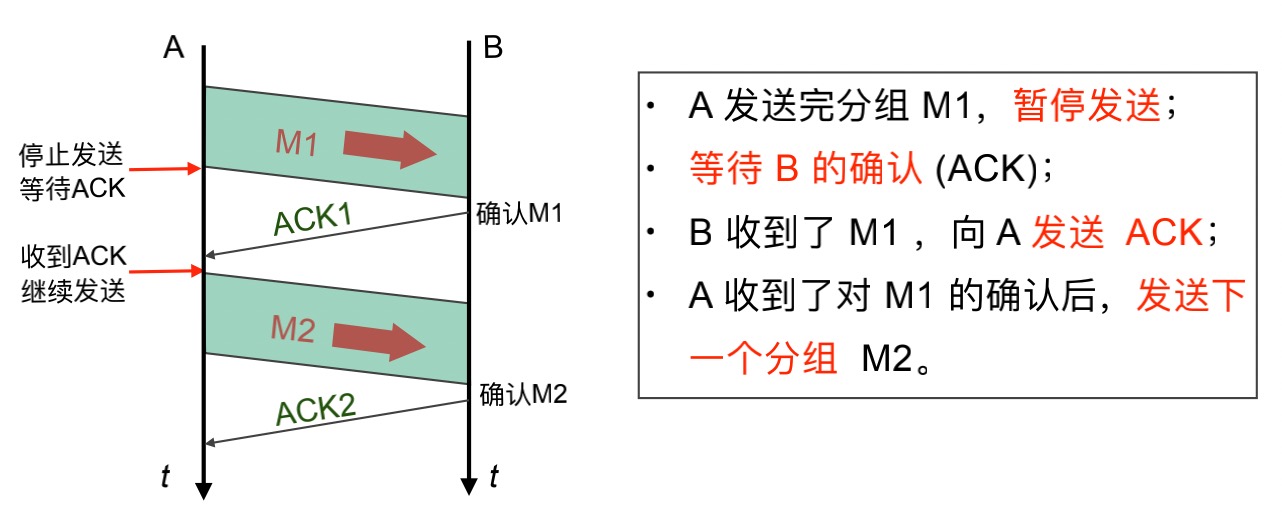 A
B
M1
停止发送
等待ACK
ACK1
确认M1
收到ACK
继续发送
M2
ACK2
确认M2
t
t
• A 发送完分组 M1，暂停发送；
• 等待 B 的确认 (ACK)；
• B 收到了 M1 ，向 A 发送 ACK；
• A 收到了对 M1 的确认后，发送下
一个分组 M2。